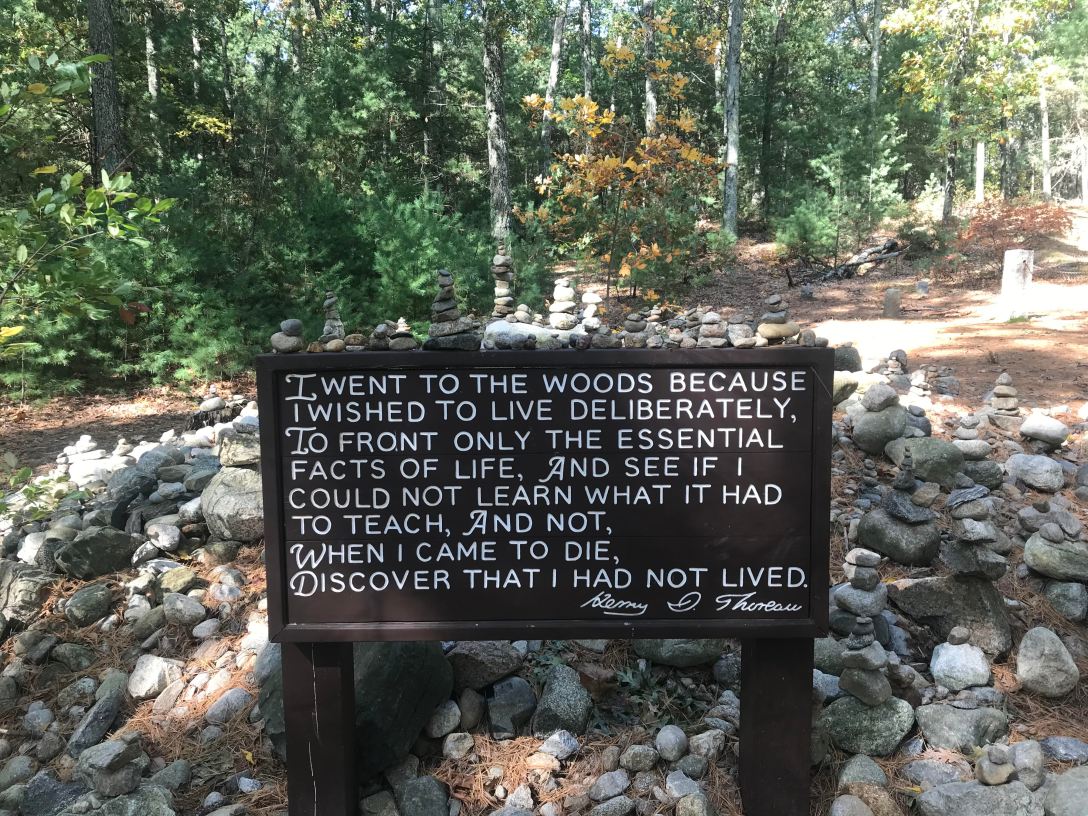 I WENT TO THE WOODS BECAUSE
I WISHED TO LIVE DELIBERATELY,
TO FRONT ONLY THE ESSENTIAL
FACTS OF LIFE, AND SEE IF I
COULD NOT LEARN WHAT IT HAD
TO TEACH, AND NOT,
WHEN I CAME TO DIE,
DISCOVER THAT I HAD NOT LIVED.
Henry D. Thoreau